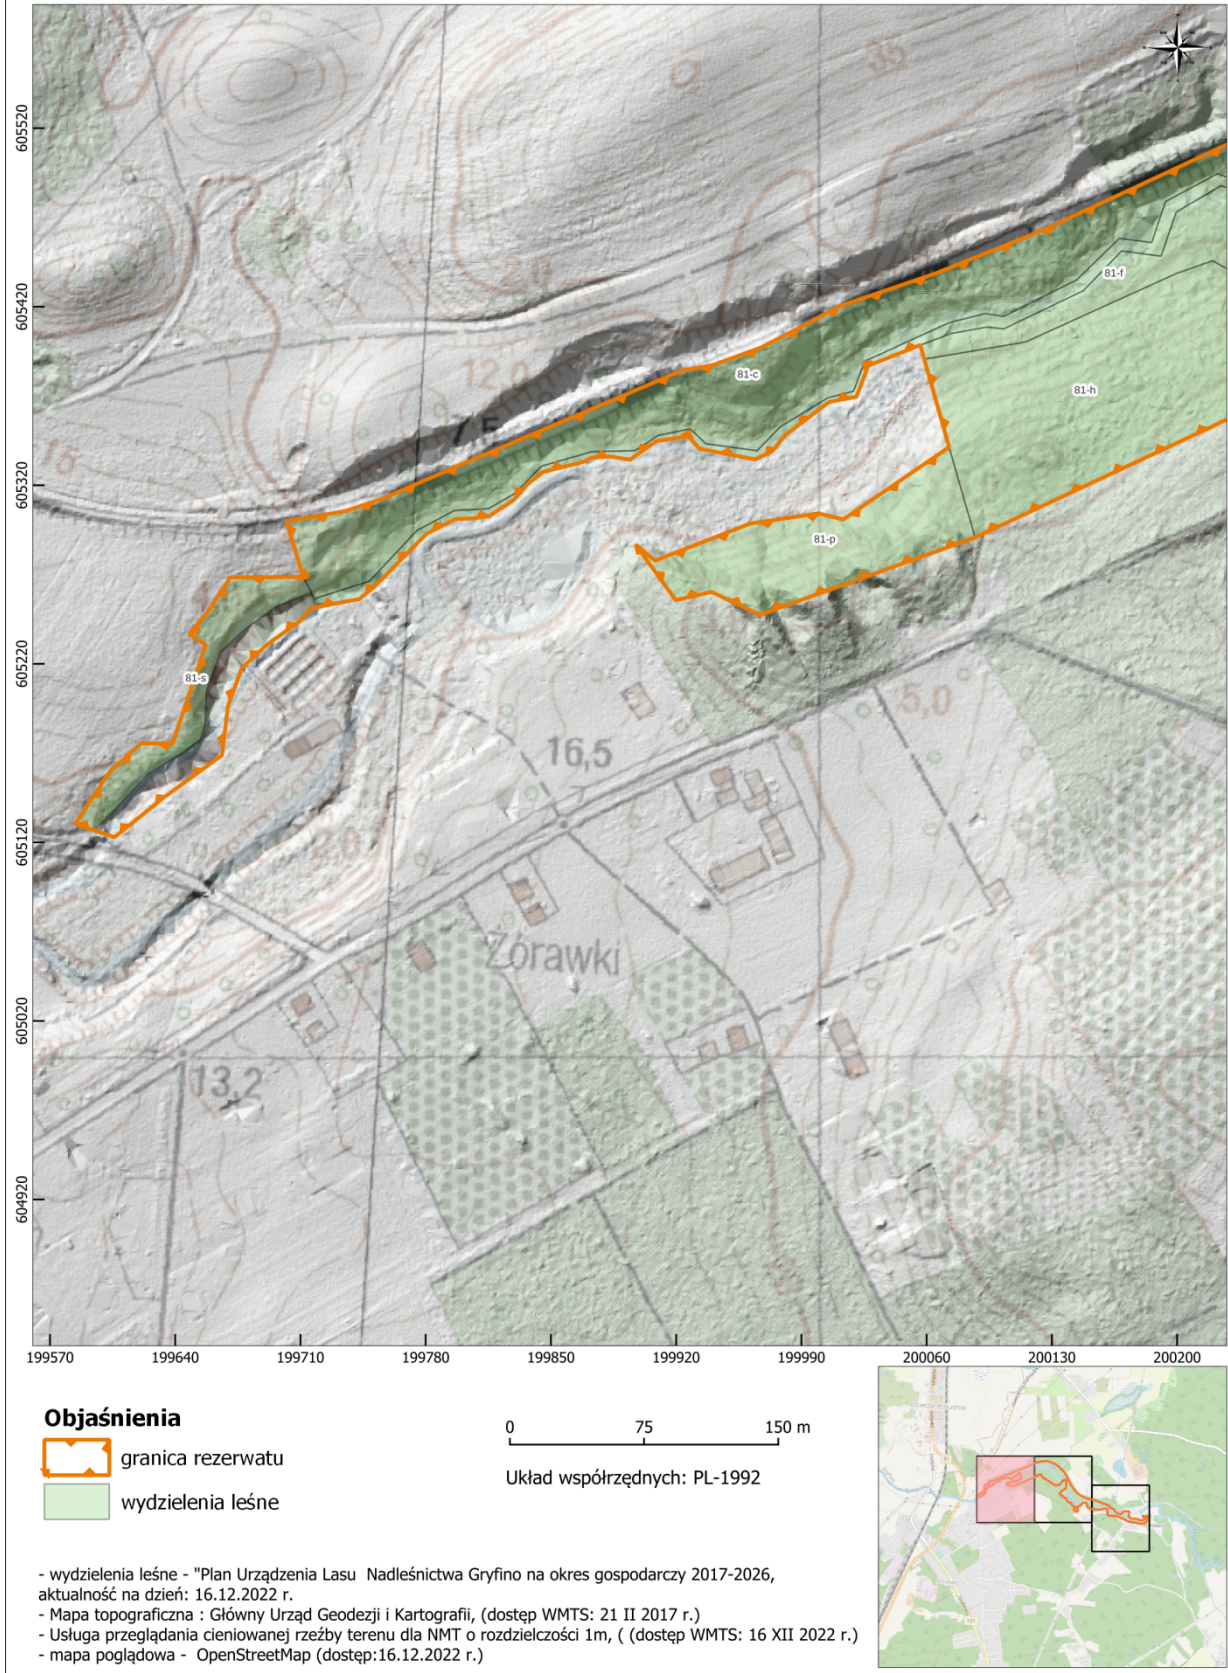 35
605520
81-f
605420
81-c
12.0
81-h
7,5
15
605320
81-p
605220
81-s
5.0
16,5
605120
2.0
Żórawki
605020
13,2
604920
199570
199640
199710
199780
199850
199920
199990
200060
200130
200200
Objaśnienia
granica rezerwatu
wydzielenia leśne
0
75
150 m
Układ współrzędnych: PL-1992
- wydzielenia leśne - "Plan Urządzenia Lasu Nadleśnictwa Gryfino na okres gospodarczy 2017-2026,
aktualność na dzień: 16.12.2022 r.
- Mapa topograficzna : Główny Urząd Geodezji i Kartografii, (dostęp WMTS: 21 II 2017 r.)
- Usługa przeglądania cieniowanej rzeźby terenu dla NMT o rozdzielczości 1m, ( (dostęp WMTS: 16 XII 2022 r.)
- mapa poglądowa - OpenStreetMap (dostęp:16.12.2022 r.)